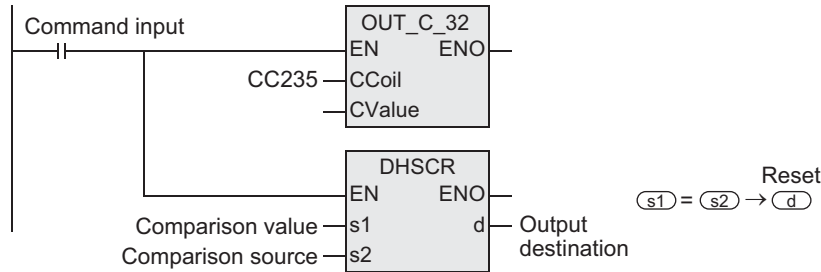 Command input
OUT_C_32
EN ENO
CC235 CCoil
CValue
DHSCR
EN ENO
Comparison value s1 d Output destination
Comparison source s2
Reset
s1 = s2 → d